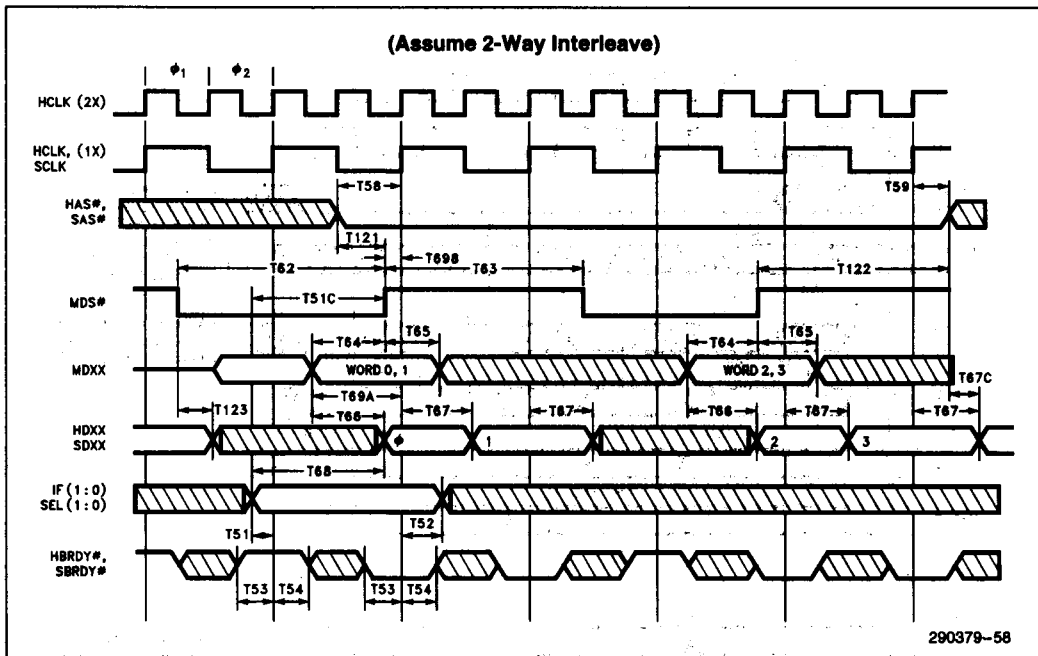 (Assume 2-Way Interleave)
ϕ1 ϕ2
HCLK (2X)
HCLK, (1X)
SCLK
T58 T59
HAS#,
SAS#
T121
T62 T698 T63 T122
MDS#
T51C
T64 T65 T64 T65
MDXX WORD 0, 1 WORD 2, 3
T69A T67C
T123 T66 T67 T67 T66 T67 T67
HDXX
SDXX
ϕ 1 2 3
T68
IF (1:0)
SEL (1:0)
T51 T52
HBRDY#,
SBRDY#
T53 T54 T53 T54
290379-58